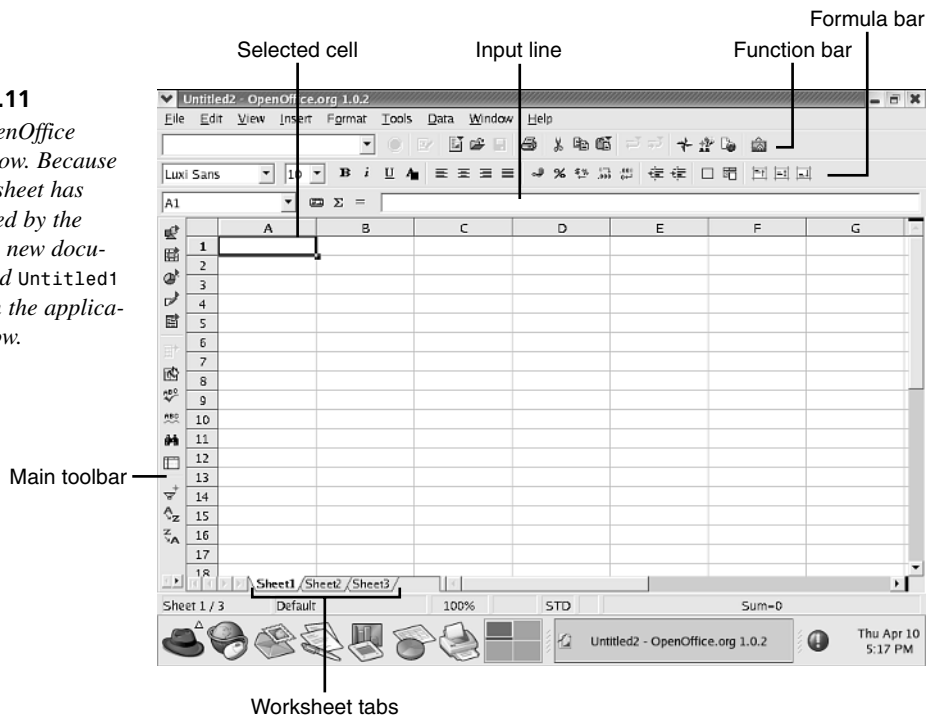 Formula bar
Selected cell
Input line
Function bar
.11
enOffice
ow. Because
sheet has
ed by the
new docu-
d Untitled1
n the applica-
ow.
Untitled2 - OpenOffice.org 1.0.2
File Edit View Insert Format Tools Data Window Help
Luxi Sans 10 B i U A
A1 Σ =
A B C D E F G
1
2
3
4
5
6
7
8
9
10
11
12
Main toolbar
13
14
15
16
17
18
Sheet1 Sheet2 Sheet3
Sheet 1 / 3 Default 100% STD Sum=0
Untitled2 - OpenOffice.org 1.0.2
Thu Apr 10
5:17 PM
Worksheet tabs